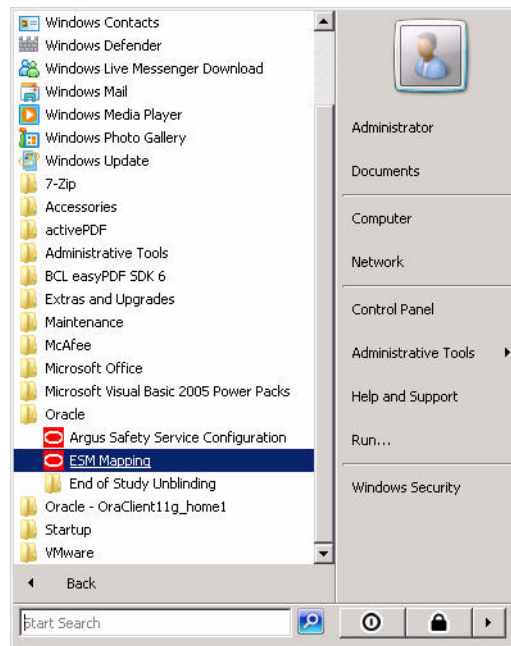 Windows Contacts
Windows Defender
Windows Live Messenger Download
Windows Mail
Windows Media Player
Windows Photo Gallery
Windows Update
7-Zip
Accessories
activePDF
Administrative Tools
BCL easyPDF SDK 6
Extras and Upgrades
Maintenance
McAfee
Microsoft Office
Microsoft Visual Basic 2005 Power Packs
Oracle
Argus Safety Service Configuration
ESM Mapping
End of Study Unblinding
Oracle - OraClient11g_home1
Startup
VMware
Back
Start Search
Administrator
Documents
Computer
Network
Control Panel
Administrative Tools
Help and Support
Run...
Windows Security